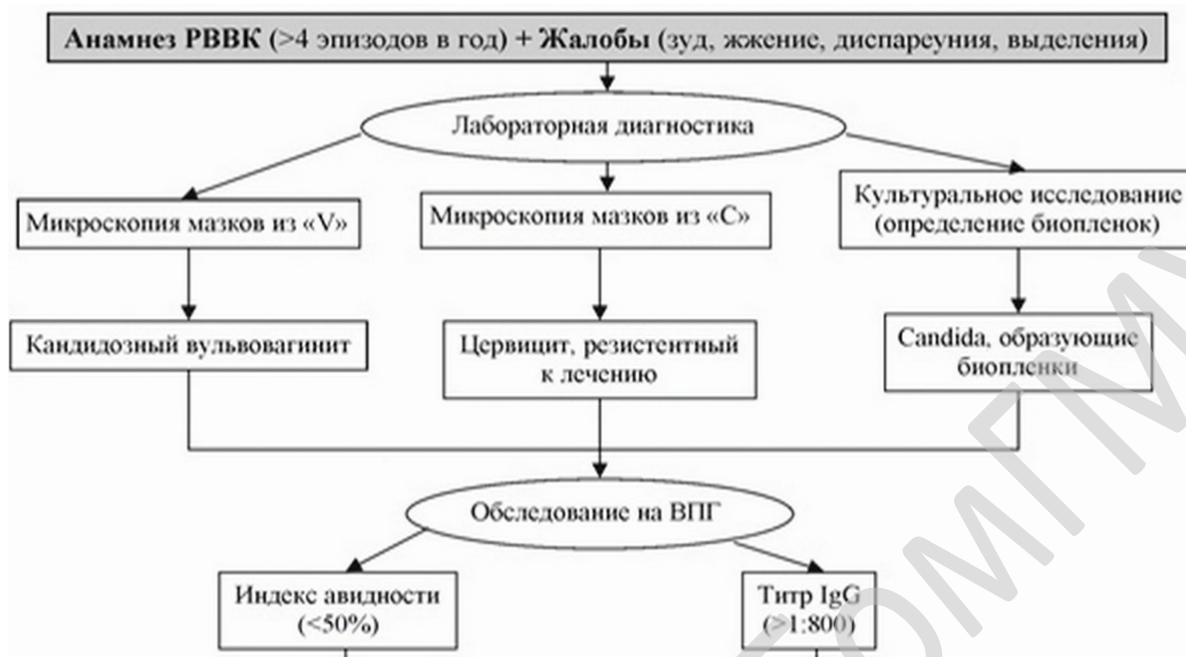 Анамнез РВВК (>4 эпизодов в год) + Жалобы (зуд, жжение, диспареуния, выделения)
Лабораторная диагностика
Микроскопия мазков из «V»
Микроскопия мазков из «С»
Культуральное исследование
(определение биопленок)
Кандидозный вульвовагинит
Цервицит, резистентный
к лечению
Candida, образующие
биопленки
Обследование на ВПГ
Индекс авидности
(<50%)
Титр IgG
(>1:800)